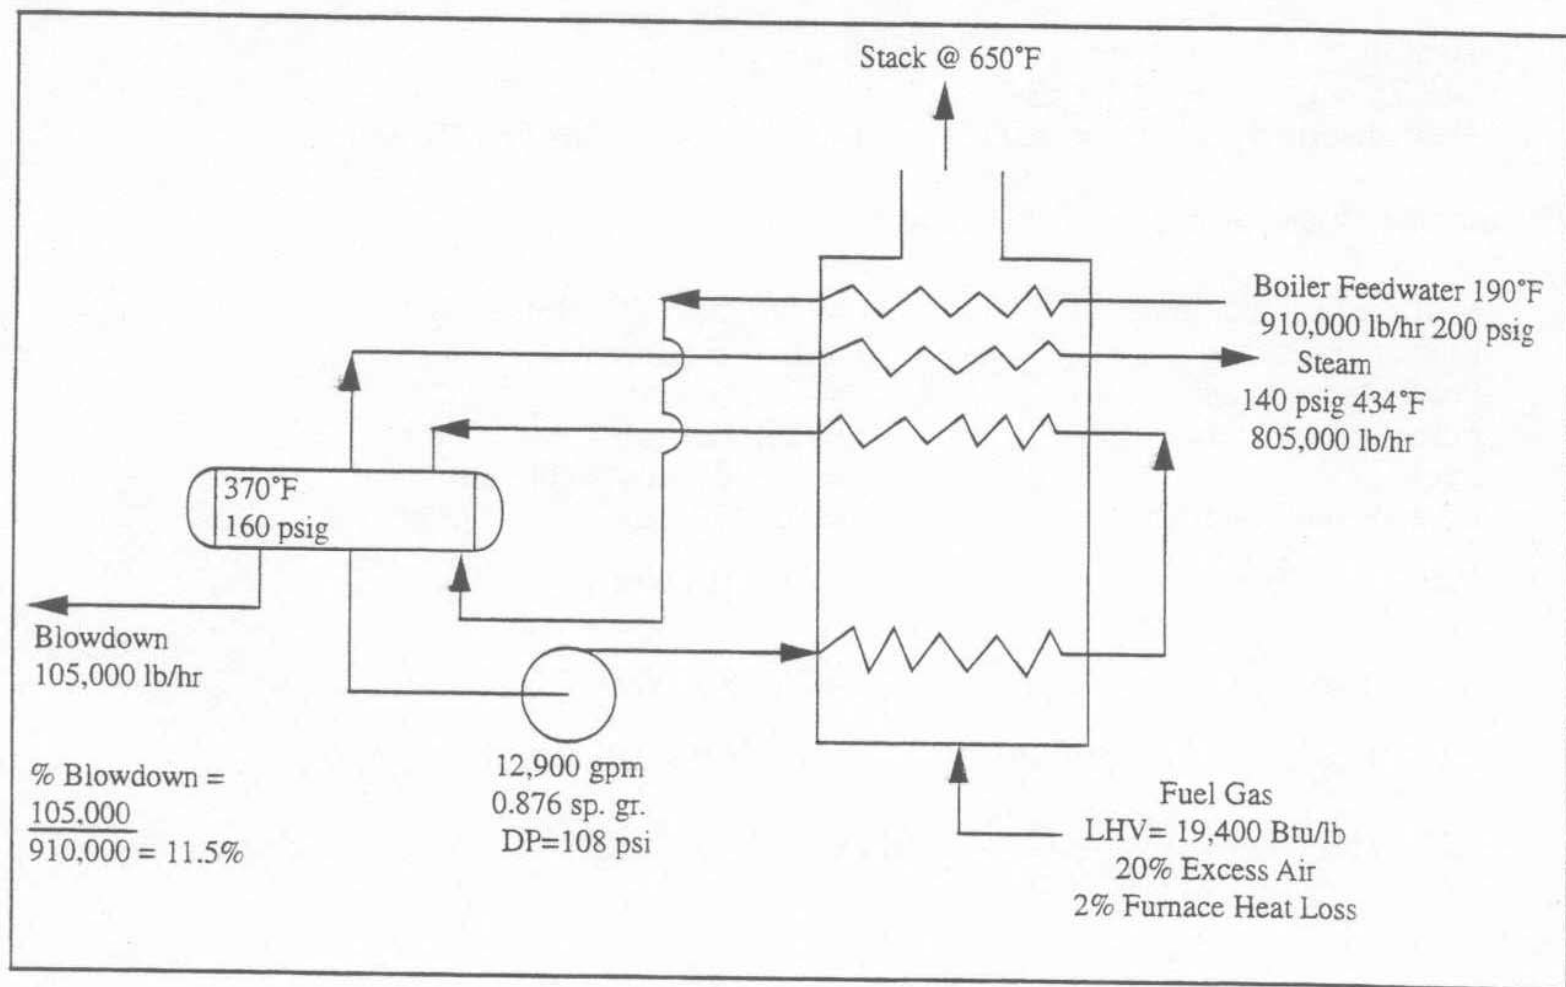 Stack @ 650°F
Boiler Feedwater 190°F
910,000 lb/hr 200 psig
Steam
140 psig 434°F
805,000 lb/hr
370°F
160 psig
Blowdown
105,000 lb/hr
% Blowdown =
105,000
910,000 = 11.5%
12,900 gpm
0.876 sp. gr.
DP=108 psi
Fuel Gas
LHV= 19,400 Btu/lb
20% Excess Air
2% Furnace Heat Loss